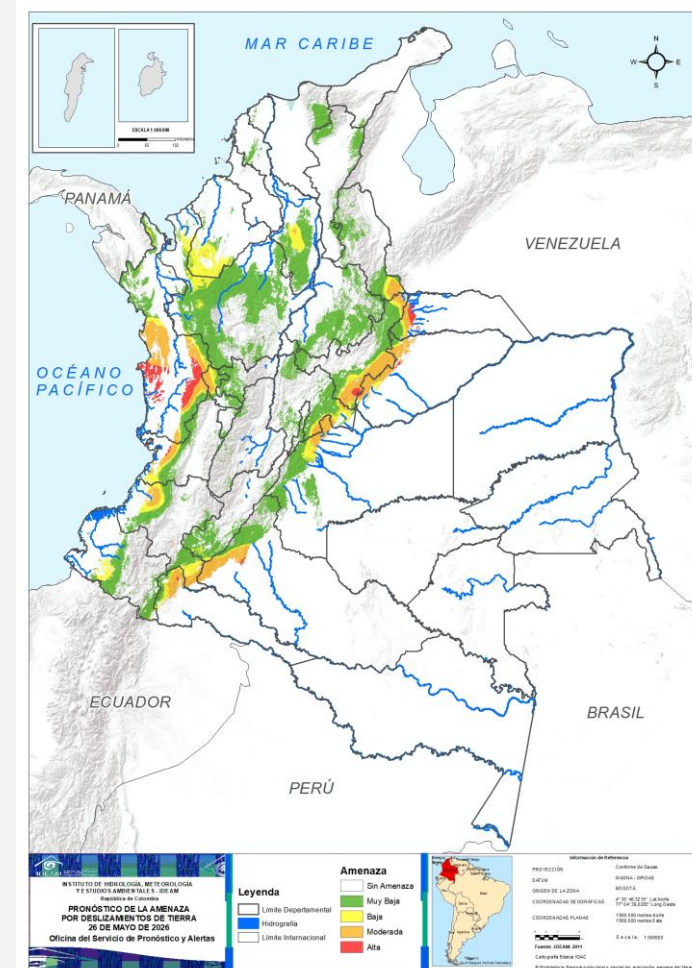 MAR CARIBE
N
W
E
S
PANAMÁ
VENEZUELA
OCÉANO
PACÍFICO
ECUADOR
BRASIL
PERÚ
IDEAM
INSTITUTO DE HIDROLOGÍA, METEOROLOGÍA
Y ESTUDIOS AMBIENTALES - IDEAM
República de Colombia
PRONÓSTICO DE LA AMENAZA
POR DESLIZAMIENTOS DE TIERRA
26 DE MAYO DE 2026
Oficina del Servicio de Pronóstico y Alertas
Leyenda
Límite Departamental
Hidrografía
Límite Internacional
Amenaza
Sin Amenaza
Muy Baja
Baja
Moderada
Alta
Información de Referencia
PROYECCIÓN
Conforme de Gauss
DATUM
MAGNA - SIRGAS
ORIGEN DE LA ZONA
BOGOTÁ
COORDENADAS GEOGRÁFICAS
COORDENADAS PLANAS
Fuente: IDEAM 2011
Cartografía Básica IGAC